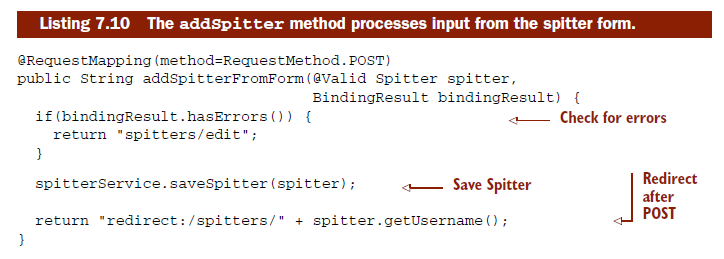 Listing 7.10 The addSpitter method processes input from the spitter form.
@RequestMapping(method=RequestMethod.POST)
public String addSpitterFromForm(@Valid Spitter spitter,
BindingResult bindingResult) {
if(bindingResult.hasErrors()) {
Check for errors
return "spitters/edit";
}
spitterService.saveSpitter(spitter);
Save Spitter
return "redirect:/spitters/" + spitter.getUsername();
Redirect
after
POST
}